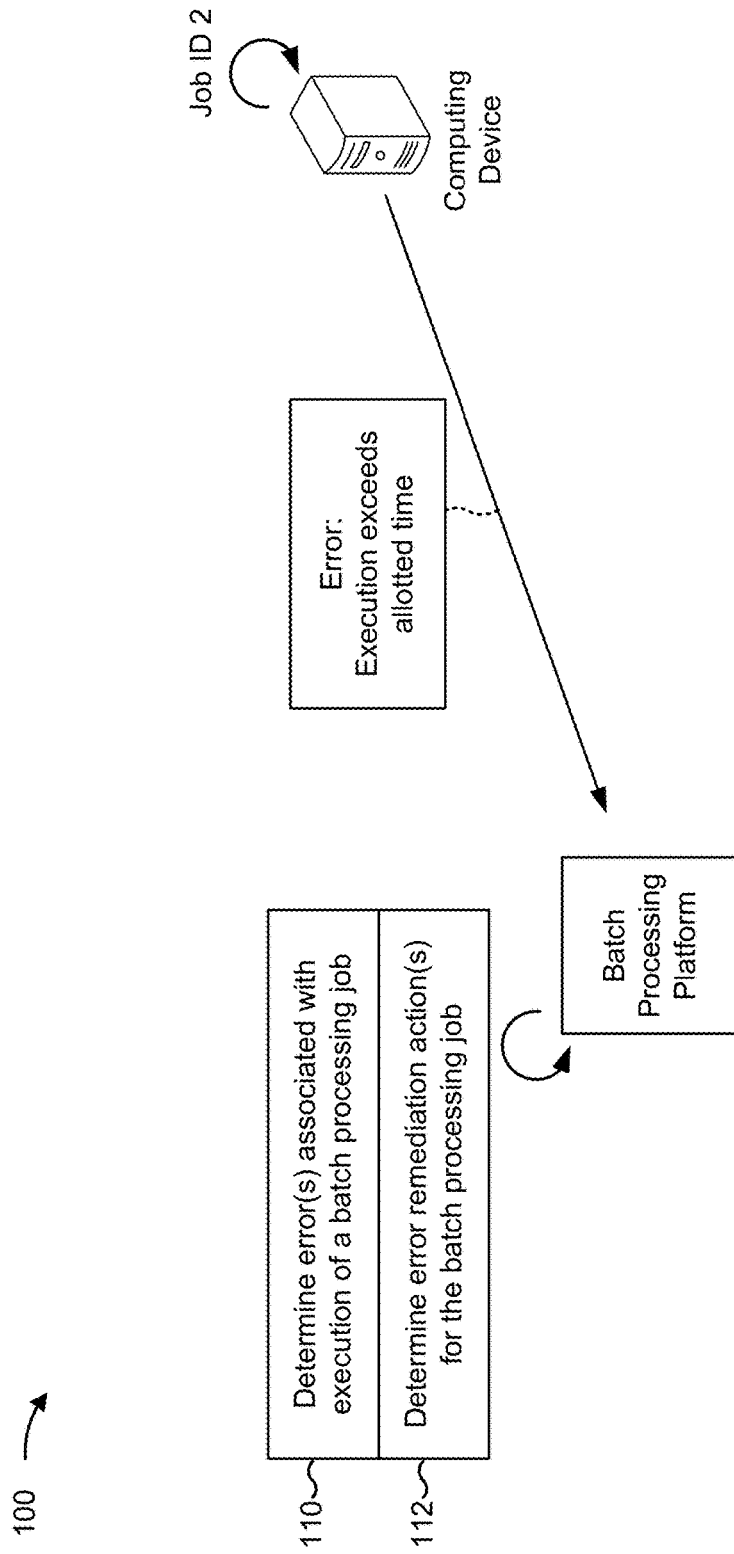 100
110
Determine error(s) associated with
execution of a batch processing job
112
Determine error remediation action(s)
for the batch processing job
Batch
Processing
Platform
Error:
Execution exceeds
allotted time
Job ID 2
Computing
Device